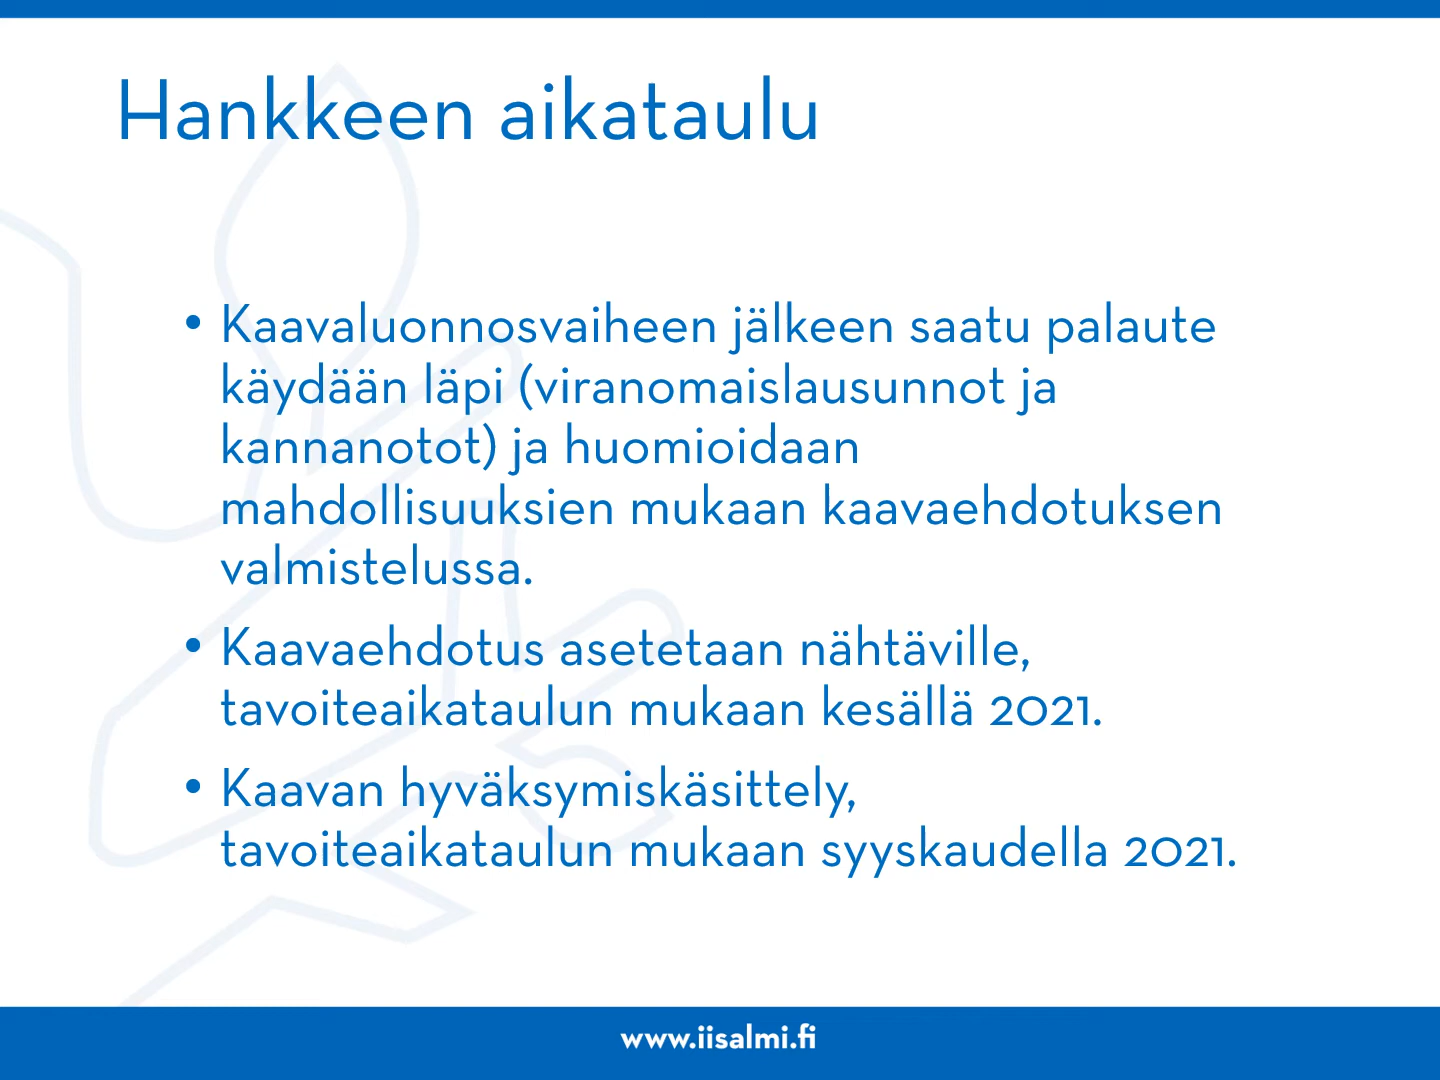 Hankkeen aikataulu
• Kaavaluonnosvaiheen jälkeen saatu palaute
käydään läpi (viranomaislausunnot ja
kannanotot) ja huomioidaan
mahdollisuuksien mukaan kaavaehdotuksen
valmistelussa.
• Kaavaehdotus asetetaan nähtäville,
tavoiteaikataulun mukaan kesällä 2021.
• Kaavan hyväksymiskäsittely,
tavoiteaikataulun mukaan syyskaudella 2021.
www.iisalmi.fi